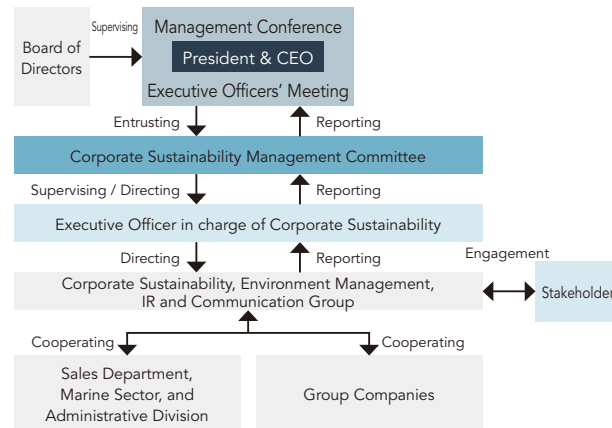 Supervising
Management Conference
Board of
Directors
President & CEO
Executive Officers’ Meeting
Entrusting
Reporting
Corporate Sustainability Management Committee
Supervising / Directing
Reporting
Executive Officer in charge of Corporate Sustainability
Directing
Reporting
Engagement
Corporate Sustainability, Environment Management,
IR and Communication Group
Stakeholder
Cooperating
Cooperating
Sales Department,
Marine Sector, and
Administrative Division
Group Companies